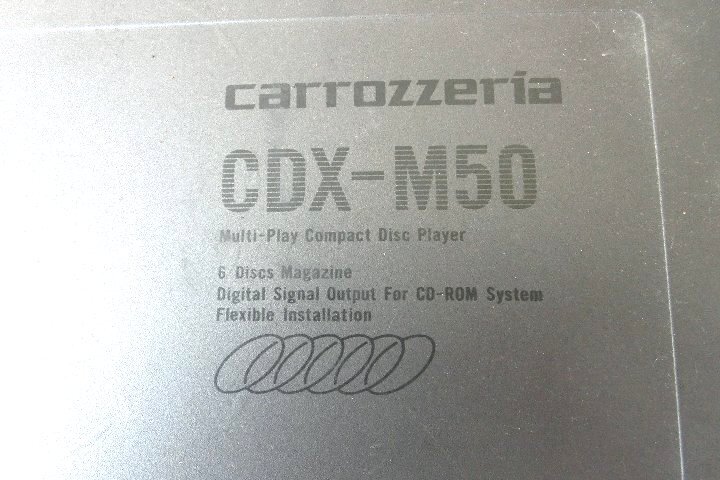 carrozzeria
CDX-M50
Multi-Play Compact Disc Player
6 Discs Magazine
Digital Signal Output For CD-ROM System
Flexible Installation